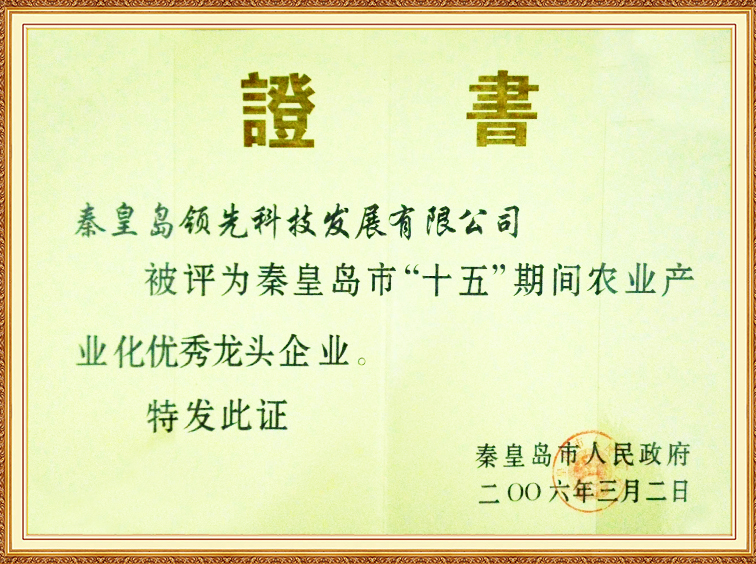 證書
秦皇岛领先科技发展有限公司
被评为秦皇岛市“十五”期间农业产
业化优秀龙头企业。
特发此证
秦皇岛市人民政府
二〇〇六年三月二日